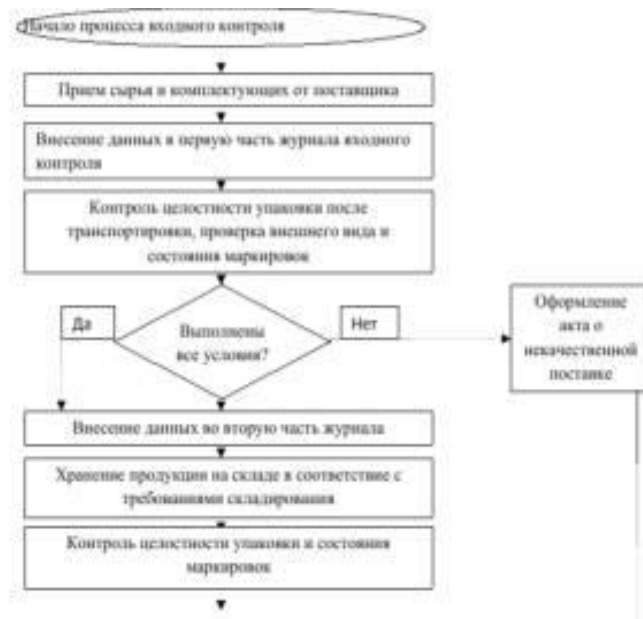 Начало процесса входного контроля
Прием сырья и комплектующих от поставщика
Внесение данных в первую часть журнала входного
контроля
Контроль целостности упаковки после
транспортировки, проверка внешнего вида и
состояния маркировок
Да
Выполнены
все условия?
Нет
Оформление
акта о
некачественной
поставке
Внесение данных во вторую часть журнала
Хранение продукции на складе в соответствие с
требованиями складирования
Контроль целостности упаковки и состояния
маркировок